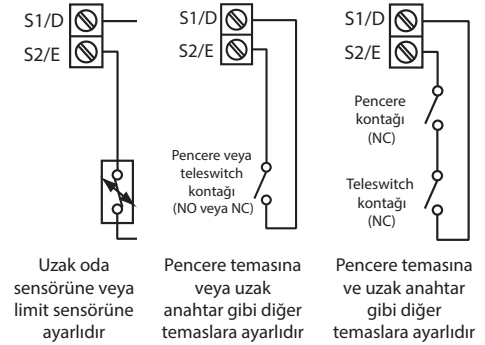 S1/D
S2/E
Uzak oda
sensörüne veya
limit sensörüne
ayarlıdır
S1/D
S2/E
Pencere veya
teleswitch
kontağı
(NO veya NC)
Pencere temasına
veya uzak
anahtar gibi diğer
temaslara ayarlıdır
S1/D
S2/E
Pencere
kontağı
(NC)
Teleswitch
kontağı
(NC)
Pencere temasına
ve uzak anahtar
gibi diğer
temaslara ayarlıdır